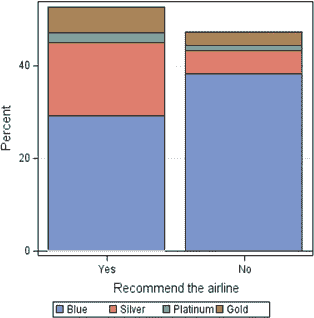 Percent
40
20
0
Yes No
Recommend the airline
Blue Silver Platinum Gold